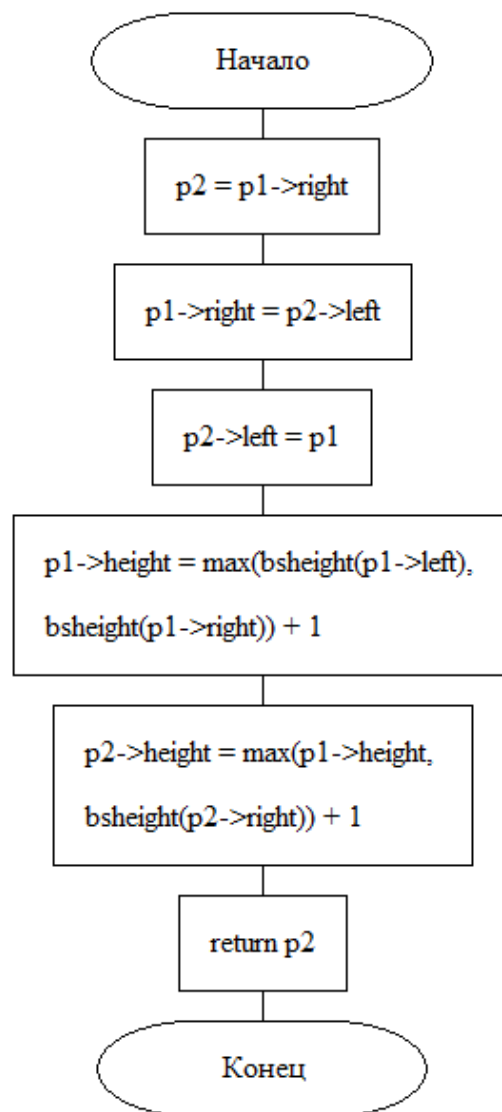 Начало
p2 = p1->right
p1->right = p2->left
p2->left = p1
p1->height = max(bsheight(p1->left),
bsheight(p1->right)) + 1
p2->height = max(p1->height,
bsheight(p2->right)) + 1
return p2
Конец